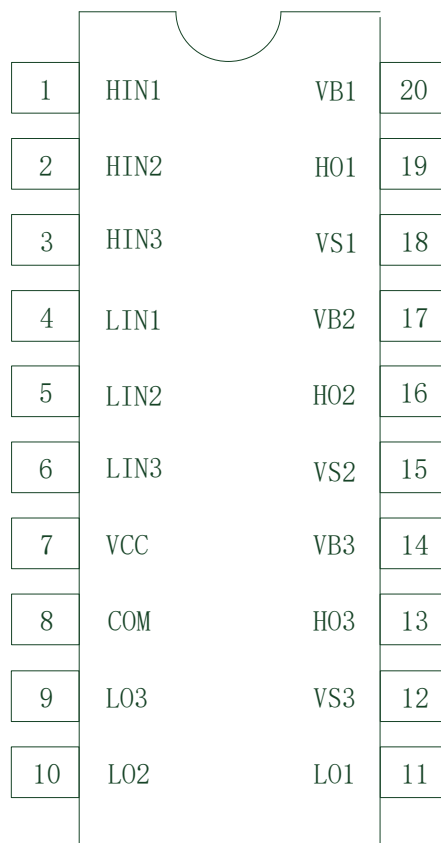 1 HIN1 VB1 20
2 HIN2 HO1 19
3 HIN3 VS1 18
4 LIN1 VB2 17
5 LIN2 HO2 16
6 LIN3 VS2 15
7 VCC VB3 14
8 COM HO3 13
9 LO3 VS3 12
10 LO2 LO1 11